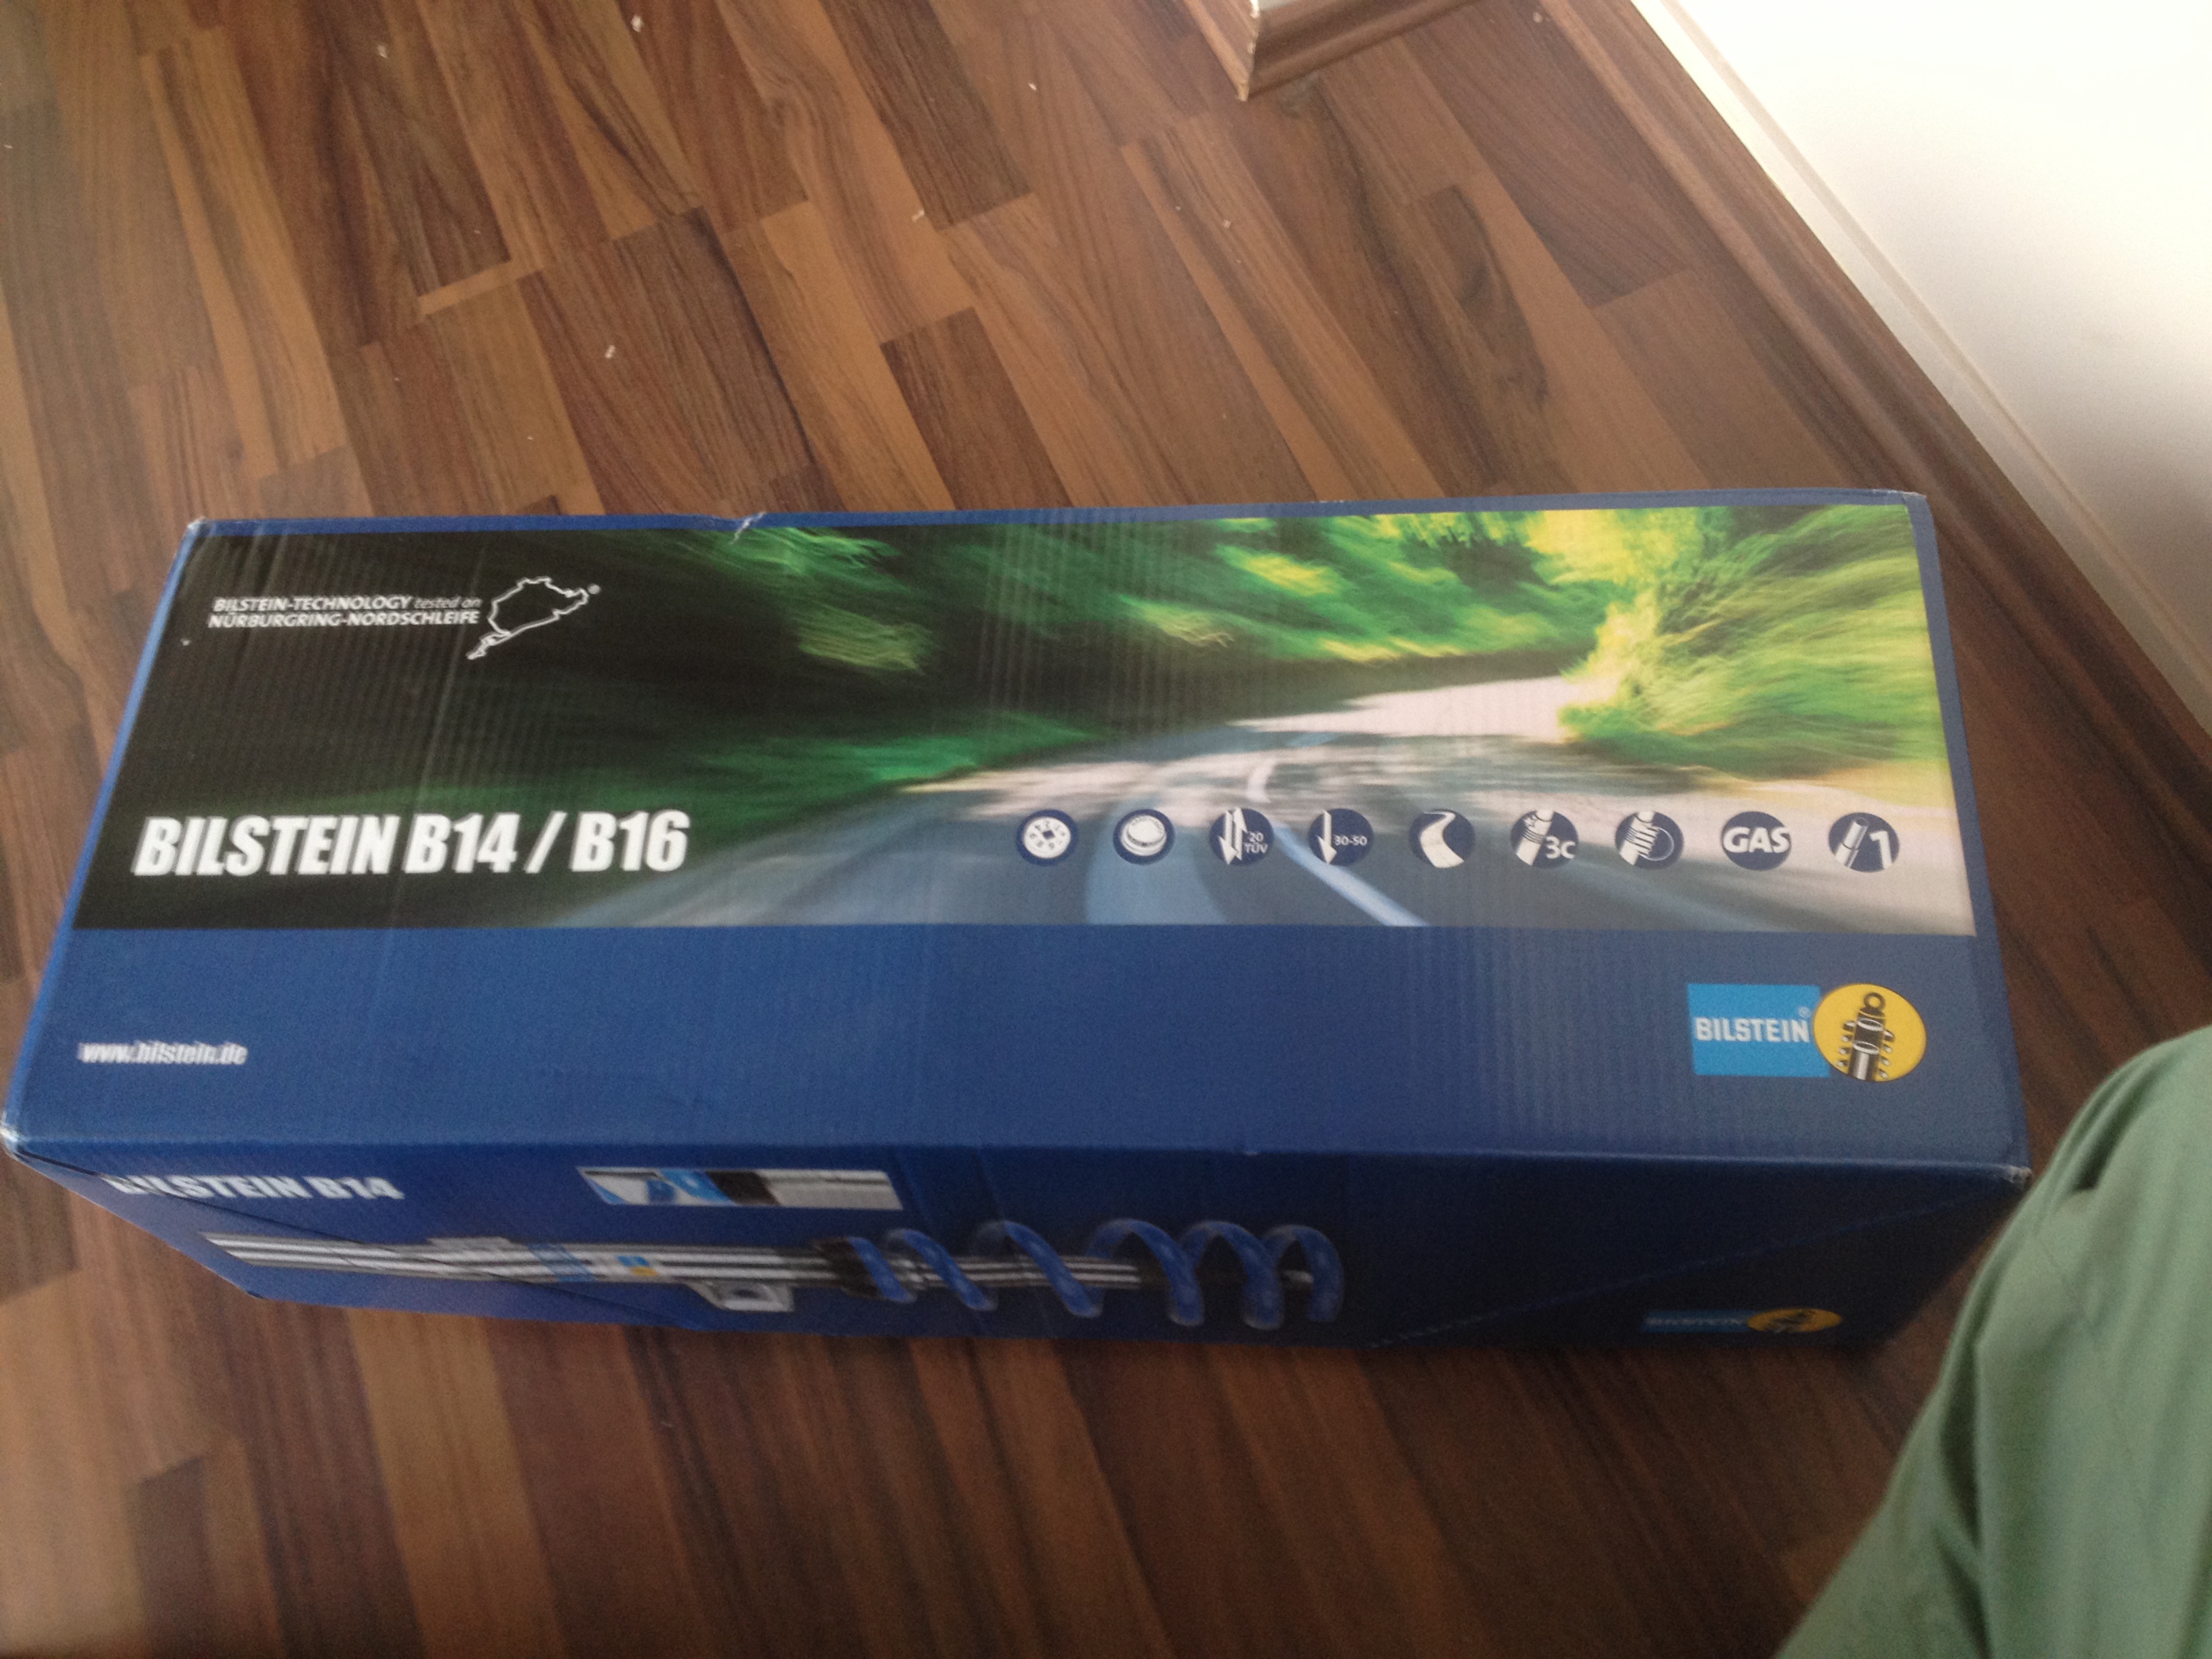 BILSTEIN-TECHNOLOGY tested on
NÜRBURGRING-NORDSCHLEIFE
®
BILSTEIN B14 / B16
20
TÜV
30-50
3C
GAS
1
BILSTEIN®
www.bilstein.de
BILSTEIN B14
BILSTEIN